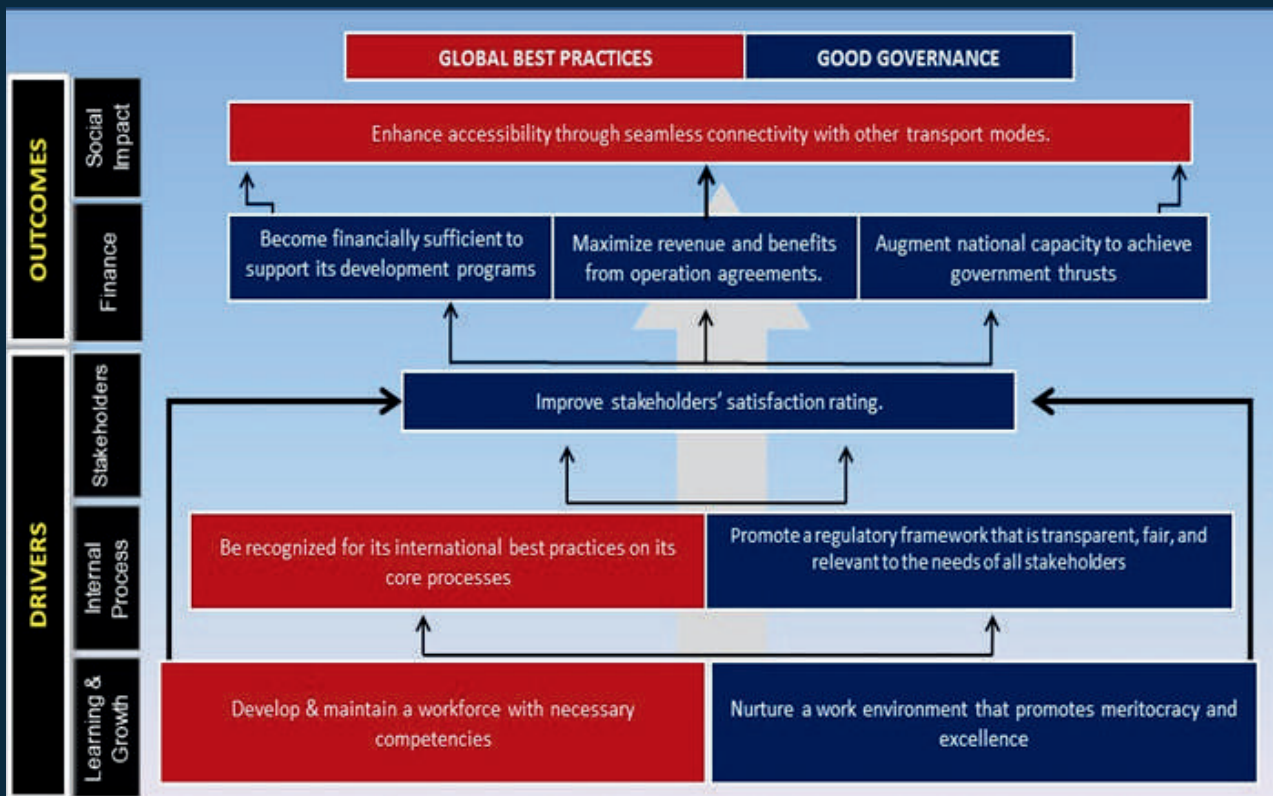 GLOBAL BEST PRACTICES
GOOD GOVERNANCE
OUTCOMES
Social
Impact
Enhance accessibility through seamless connectivity with other transport modes.
Finance
Become financially sufficient to
support its development programs
Maximize revenue and benefits
from operation agreements.
Augment national capacity to achieve
government thrusts
DRIVERS
Stakeholders
Improve stakeholders’ satisfaction rating.
Internal
Process
Be recognized for its international best practices on its
core processes
Promote a regulatory framework that is transparent, fair, and
relevant to the needs of all stakeholders
Learning &
Growth
Develop & maintain a workforce with necessary
competencies
Nurture a work environment that promotes meritocracy and
excellence